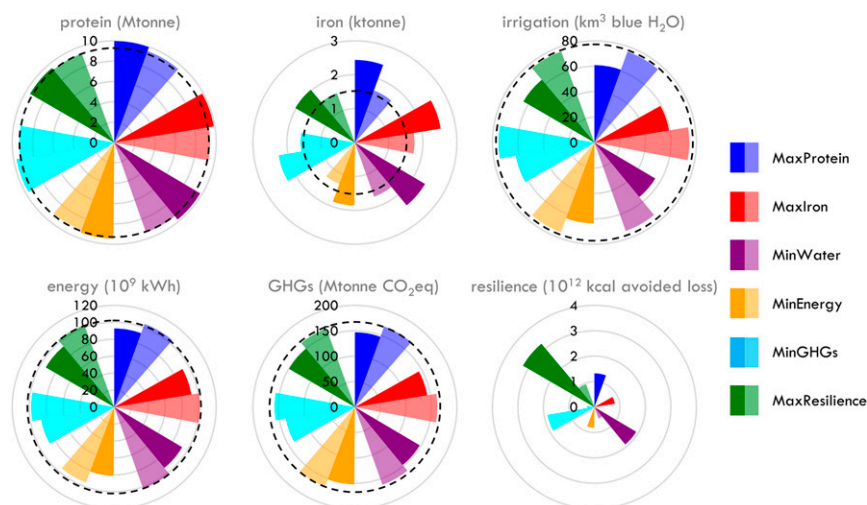 protein (Mtonne)
10
8
6
4
2
0
iron (ktonne)
3
2
1
0
irrigation (km³ blue H₂O)
80
60
40
20
0
energy (10⁹ kWh)
120
100
80
60
40
20
0
GHGs (Mtonne CO₂eq)
200
150
100
50
0
resilience (10¹² kcal avoided loss)
4
3
2
1
0
MaxProtein
MaxIron
MinWater
MinEnergy
MinGHGs
MaxResilience